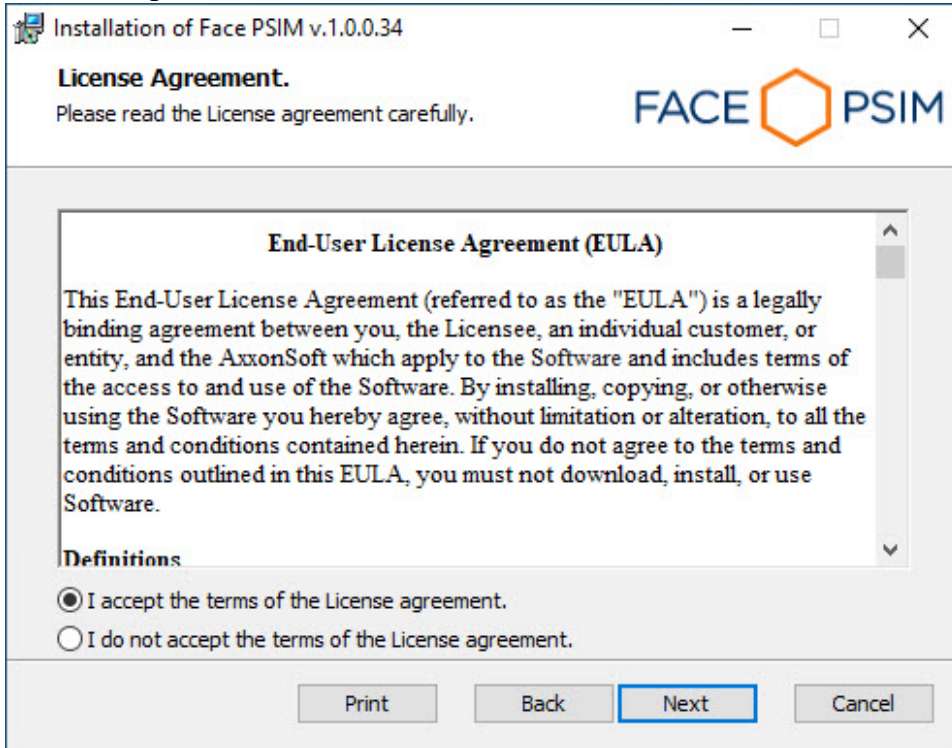 Installation of Face PSIM v.1.0.0.34
License Agreement.
Please read the License agreement carefully.
FACE PSIM
End-User License Agreement (EULA)
This End-User License Agreement (referred to as the "EULA") is a legally
binding agreement between you, the Licensee, an individual customer, or
entity, and the AxxonSoft which apply to the Software and includes terms of
the access to and use of the Software. By installing, copying, or otherwise
using the Software you hereby agree, without limitation or alteration, to all the
terms and conditions contained herein. If you do not agree to the terms and
conditions outlined in this EULA, you must not download, install, or use
Software.
Definitions
I accept the terms of the License agreement.
I do not accept the terms of the License agreement.
Print Back Next Cancel